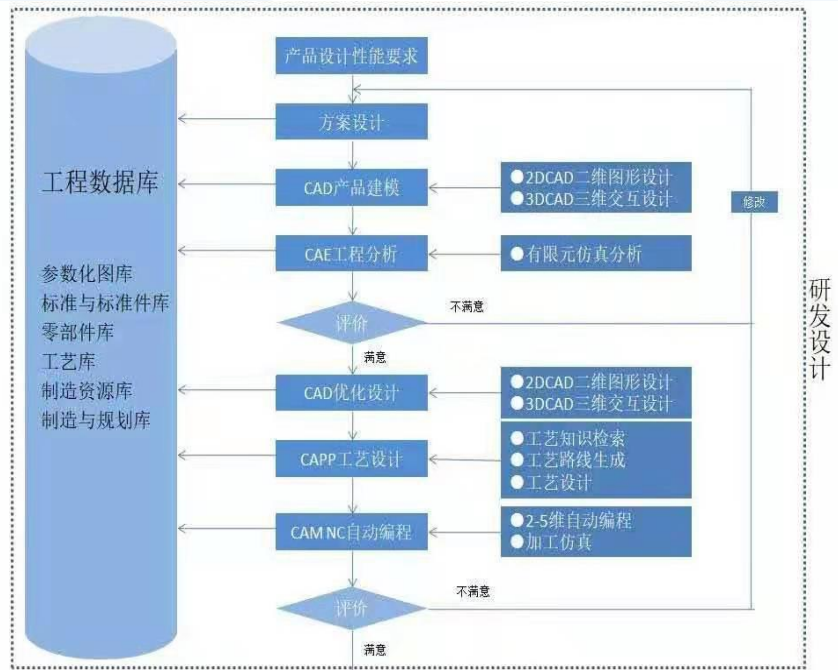 产品设计性能要求
方案设计
工程数据库
CAD产品建模
●2DCAD二维图形设计
●3DCAD三维交互设计
修改
CAE工程分析
●有限元仿真分析
参数化图库
标准与标准件库
零部件库
工艺库
制造资源库
制造与规划库
研发设计
评价
不满意
满意
CAD优化设计
●2DCAD二维图形设计
●3DCAD三维交互设计
CAPP工艺设计
●工艺知识检索
●工艺路线生成
●工艺设计
CAM NC自动编程
●2-5维自动编程
●加工仿真
评价
不满意
满意